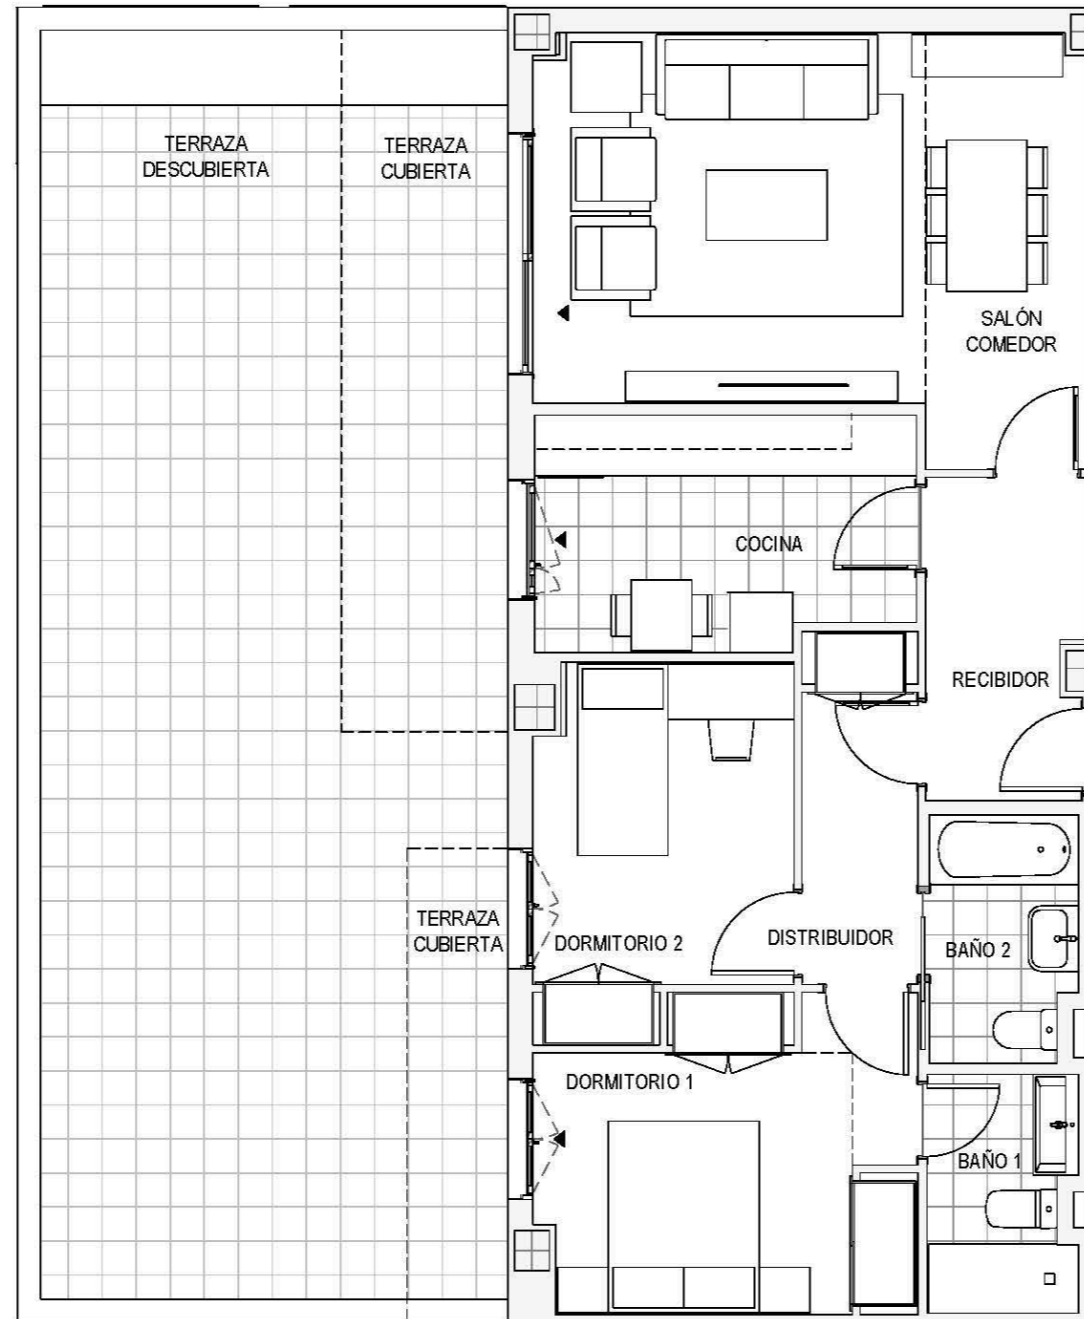 TERRAZA
DESCUBIERTA
TERRAZA
CUBIERTA
SALÓN
COMEDOR
COCINA
RECIBIDOR
TERRAZA
CUBIERTA
DORMITORIO 2
DISTRIBUIDOR
BAÑO 2
DORMITORIO 1
BAÑO 1